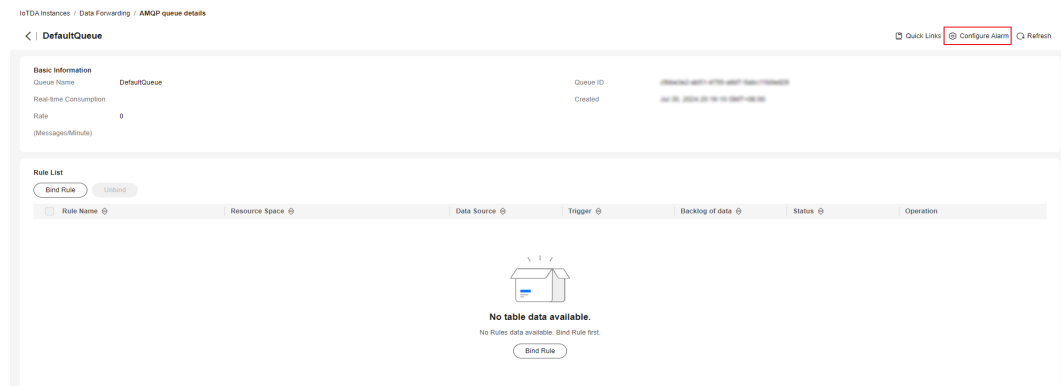 IoTDA Instances / Data Forwarding / AMQP queue details
DefaultQueue
Quick Links Configure Alarm Refresh
Basic Information
Queue Name DefaultQueue Queue ID
Real-time Consumption Created
Rate 0
(Messages/Minute)
Rule List
Bind Rule Unbind
Rule Name Resource Space Data Source Trigger Backlog of data Status Operation
No table data available.
No Rules data available. Bind Rule first.
Bind Rule